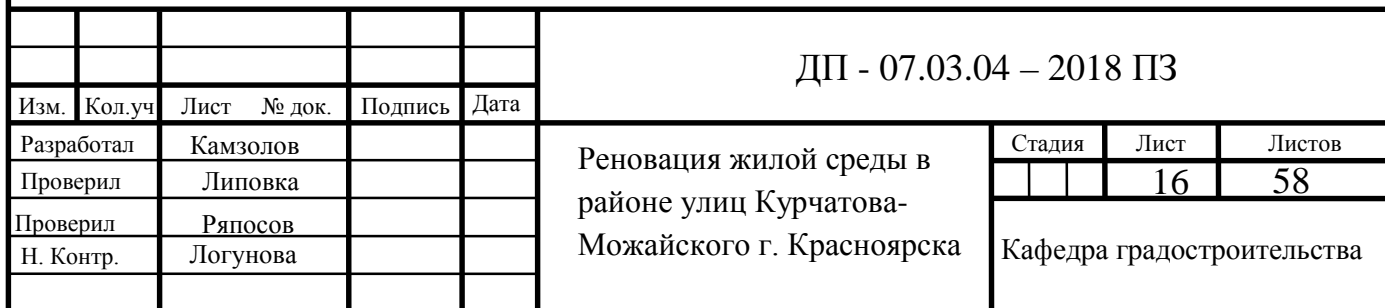 ДП - 07.03.04 – 2018 ПЗ
Изм. Кол.уч Лист № док. Подпись Дата
Разработал Камзолов
Проверил Липовка
Проверил Ряпосов
Н. Контр. Логунова
Реновация жилой среды в
районе улиц Курчатова-
Можайского г. Красноярска
Стадия Лист Листов
16 58
Кафедра градостроительства